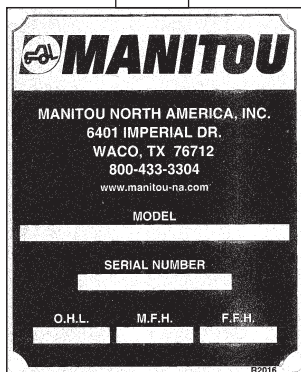 MANITOU
MANITOU NORTH AMERICA, INC.
6401 IMPERIAL DR.
WACO, TX 76712
800-433-3304
www.manitou-na.com
MODEL
SERIAL NUMBER
O.H.L. M.F.H. F.F.H.
R2016